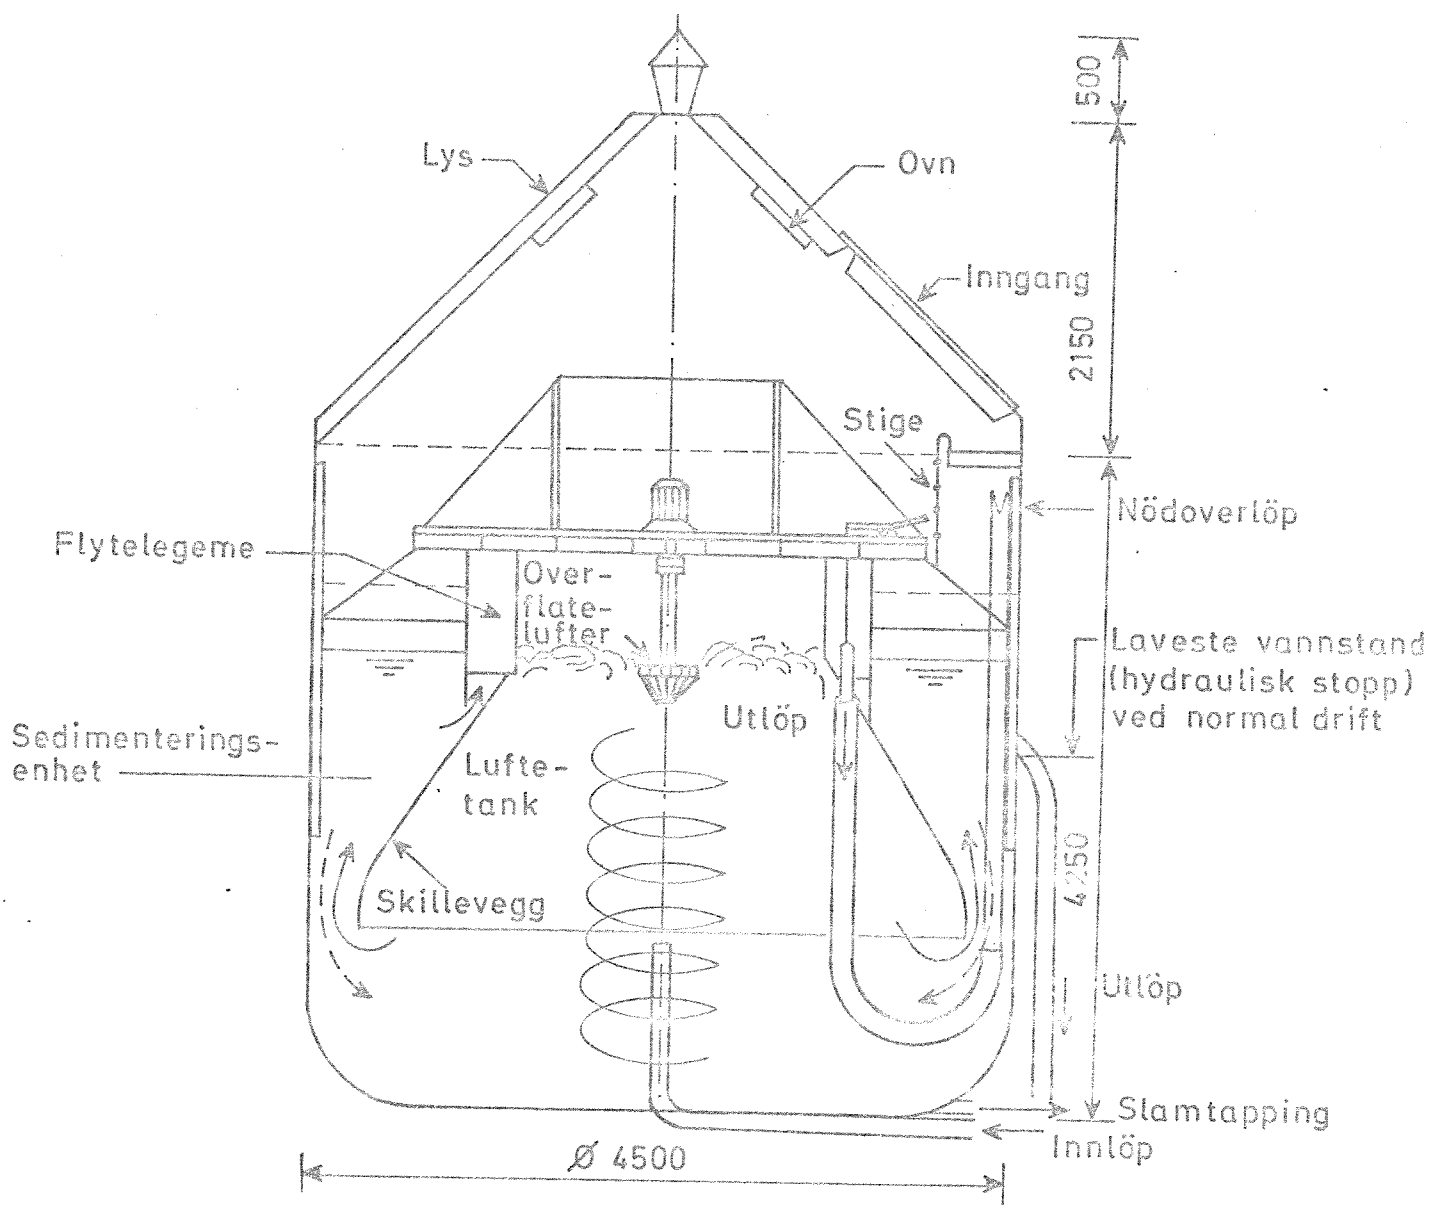 500
Lys
Ovn
Inngang
2150
Stige
Nödoverlöp
Flytelegeme
Over-
flate-
lufter
Laveste vannstand
(hydraulisk stopp)
ved normal drift
Utlöp
Sedimenterings-
enhet
Lufte-
tank
4250
Skillevegg
Utlöp
Slamtapping
Innlöp
Ø 4500